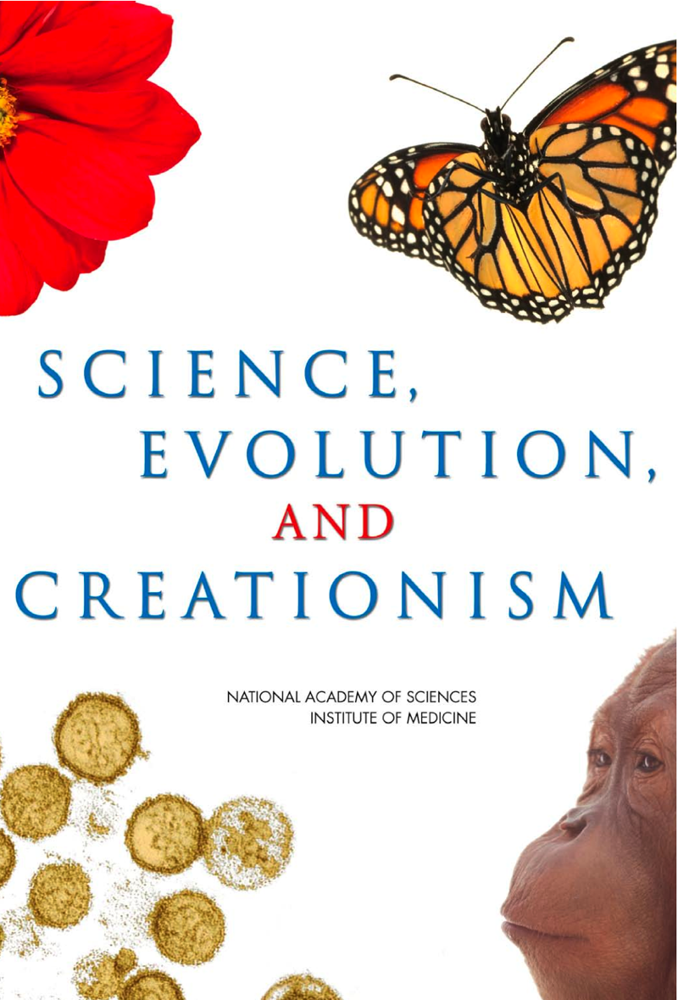 SCIENCE,
EVOLUTION,
AND
CREATIONISM
NATIONAL ACADEMY OF SCIENCES
INSTITUTE OF MEDICINE